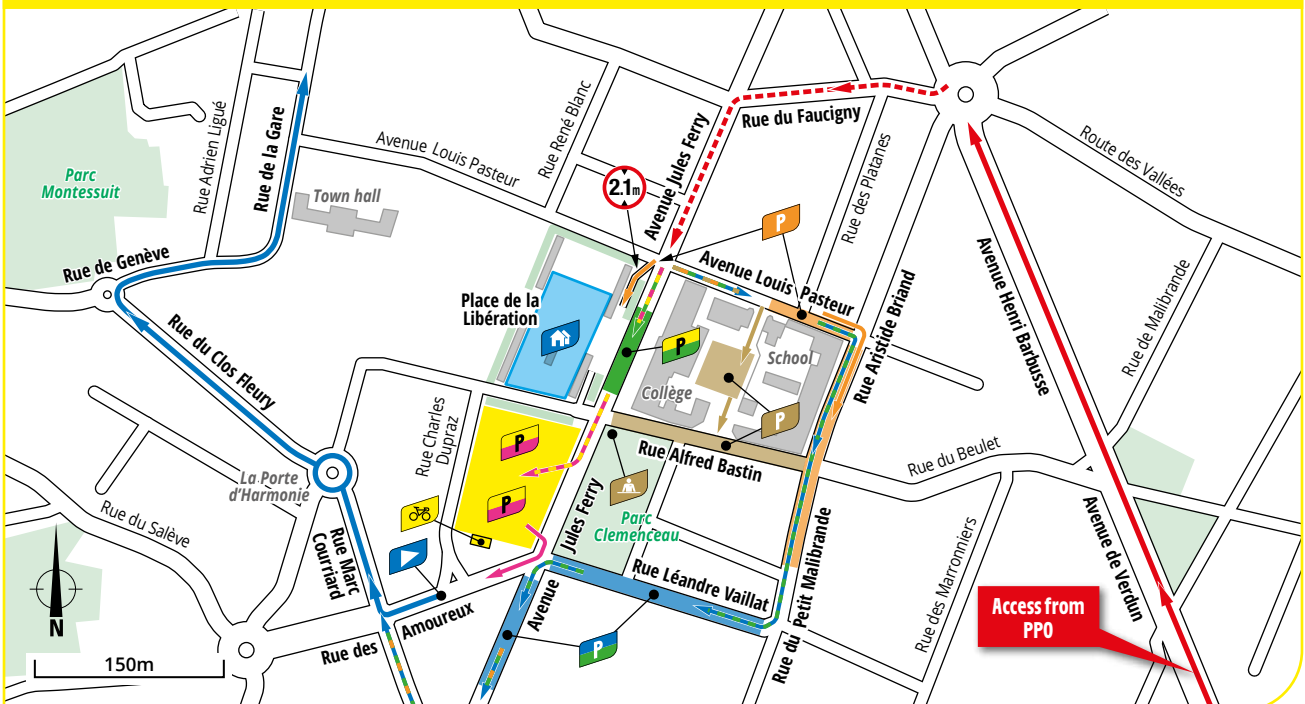 Rue Adrien Ligué
Rue de la Gare
Avenue Louis Pasteur
Rue René Blanc
Avenue Jules Ferry
Rue du Faucigny
Rue des Platanes
Route des Vallées
Parc
Montessuit
Town hall
2.1m
P
Rue de Genève
Place de la
Libération
Avenue Louis Pasteur
Rue Aristide Briand
Avenue Henri Barbusse
Rue de Malibrande
Rue du Clos Fleury
P
School
Collège
P
Rue Charles
Dupraz
P
Rue Alfred Bastin
Rue du Beulet
La Porte
d'Harmonie
P
Jules Ferry
Parc
Clemenceau
Rue du Salève
Rue Marc
Courriard
Rue Léandre Vaillat
Rue du Petit Malibrande
Rue des Marronniers
Avenue de Verdun
Access from
PPO
Avenue
Rue des Amoureux
P
N
150m